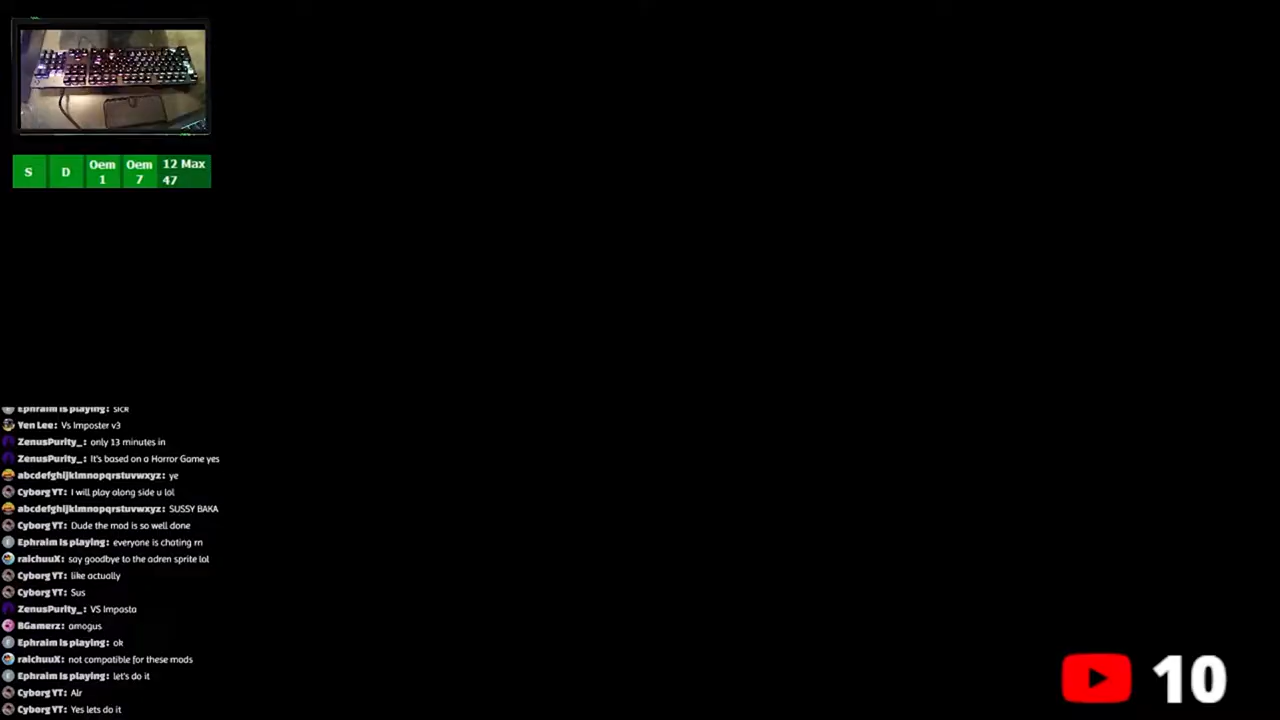 S
D
Oem
1
Oem
7
12 Max
47
Ephraim is playing: sick
Yen Lee: Vs Imposter v3
ZenusPurity_: only 13 minutes in
ZenusPurity_: It's based on a Horror Game yes
abcdefghijklmnopqrstuvwxyz: ye
Cyborg YT: I will play along side u lol
abcdefghijklmnopqrstuvwxyz: SUSSY BAKA
Cyborg YT: Dude the mod is so well done
Ephraim is playing: everyone is chating rn
raichuuX: say goodbye to the adren sprite lol
Cyborg YT: like actually
Cyborg YT: Sus
ZenusPurity_: VS Imposta
BGamerz: amogus
Ephraim is playing: ok
raichuuX: not compatible for these mods
Ephraim is playing: let's do it
Cyborg YT: Alr
Cyborg YT: Yes lets do it
10